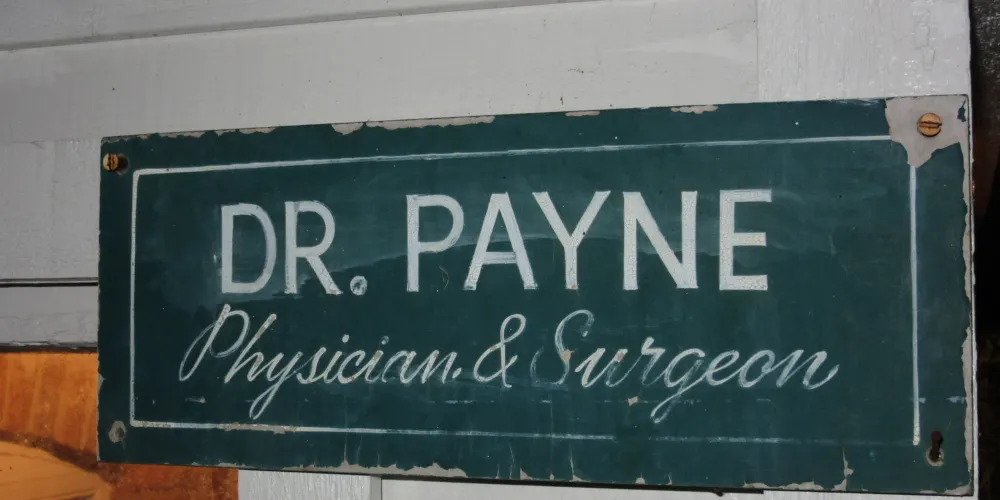 DR. PAYNE
Physician & Surgeon